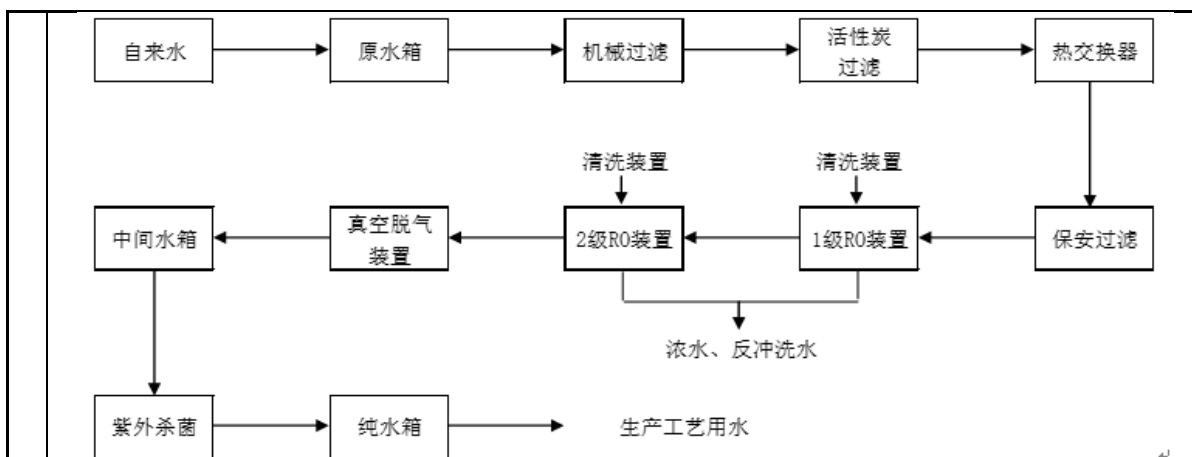 自来水
原水箱
机械过滤
活性炭
过滤
热交换器
清洗装置
清洗装置
中间水箱
真空脱气
装置
2级RO装置
1级RO装置
保安过滤
浓水、反冲洗水
紫外杀菌
纯水箱
生产工艺用水